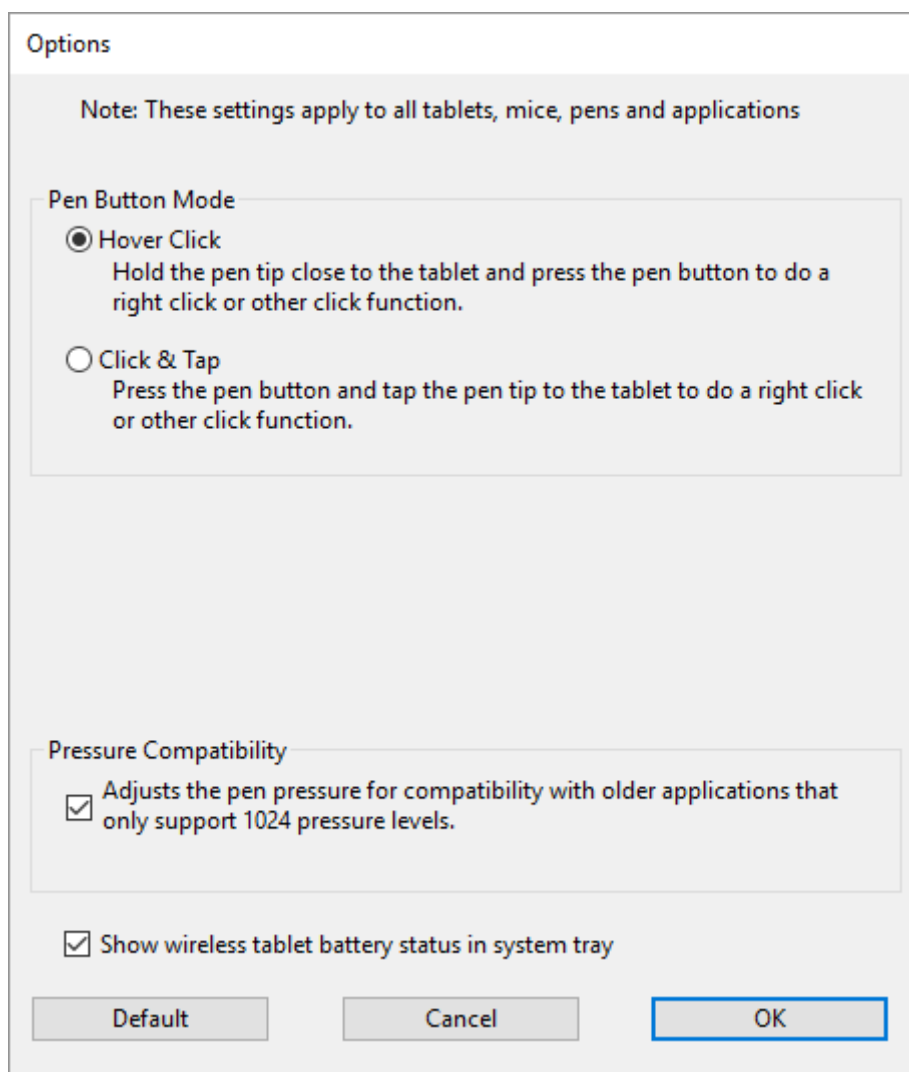 Options
Note: These settings apply to all tablets, mice, pens and applications
Pen Button Mode
Hover Click
Hold the pen tip close to the tablet and press the pen button to do a
right click or other click function.
Click & Tap
Press the pen button and tap the pen tip to the tablet to do a right click
or other click function.
Pressure Compatibility
Adjusts the pen pressure for compatibility with older applications that
only support 1024 pressure levels.
Show wireless tablet battery status in system tray
Default Cancel OK